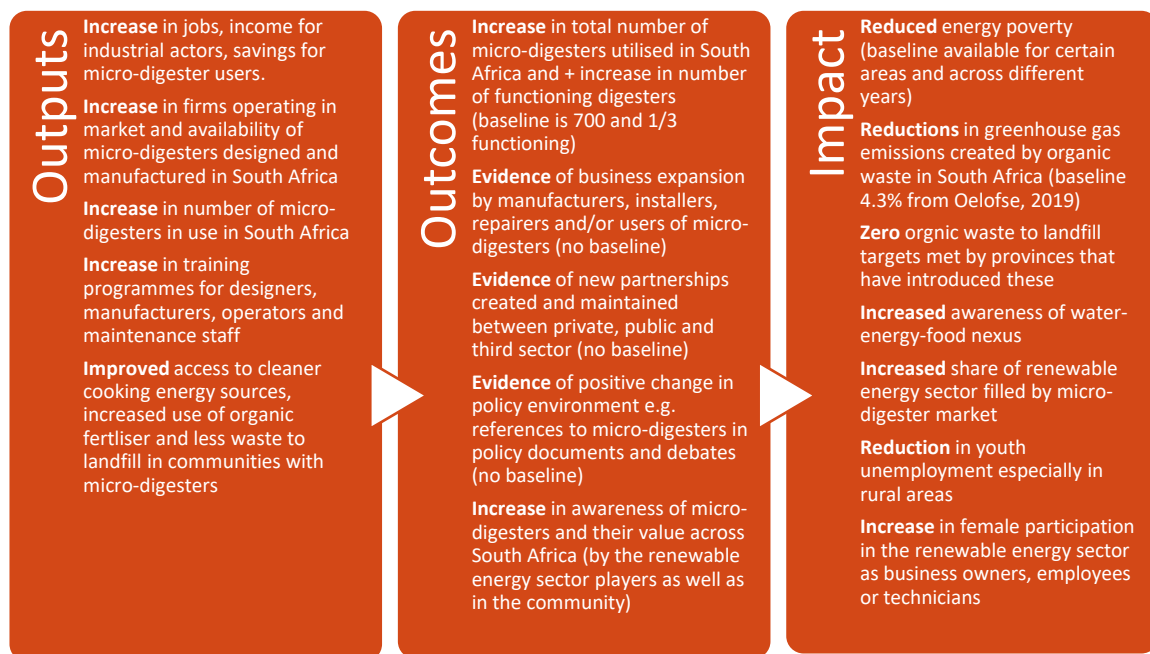 Outputs
Increase in jobs, income for
industrial actors, savings for
micro-digester users.
Increase in firms operating in
market and availability of
micro-digesters designed and
manufactured in South Africa
Increase in number of micro-
digesters in use in South Africa
Increase in training
programmes for designers,
manufacturers, operators and
maintenance staff
Improved access to cleaner
cooking energy sources,
increased use of organic
fertliser and less waste to
landfill in communities with
micro-digesters
Outcomes
Increase in total number of
micro-digesters utilised in South
Africa and + increase in number
of functioning digesters
(baseline is 700 and 1/3
functioning)
Evidence of business expansion
by manufacturers, installers,
repairers and/or users of micro-
digesters (no baseline)
Evidence of new partnerships
created and maintained
between private, public and
third sector (no baseline)
Evidence of positive change in
policy environment e.g.
references to micro-digesters in
policy documents and debates
(no baseline)
Increase in awareness of micro-
digesters and their value across
South Africa (by the renewable
energy sector players as well as
in the community)
Impact
Reduced energy poverty
(baseline available for certain
areas and across different
years)
Reductions in greenhouse gas
emissions created by organic
waste in South Africa (baseline
4.3% from Oelofse, 2019)
Zero orgnic waste to landfill
targets met by provinces that
have introduced these
Increased awareness of water-
energy-food nexus
Increased share of renewable
energy sector filled by micro-
digester market
Reduction in youth
unemployment especially in
rural areas
Increase in female participation
in the renewable energy sector
as business owners, employees
or technicians